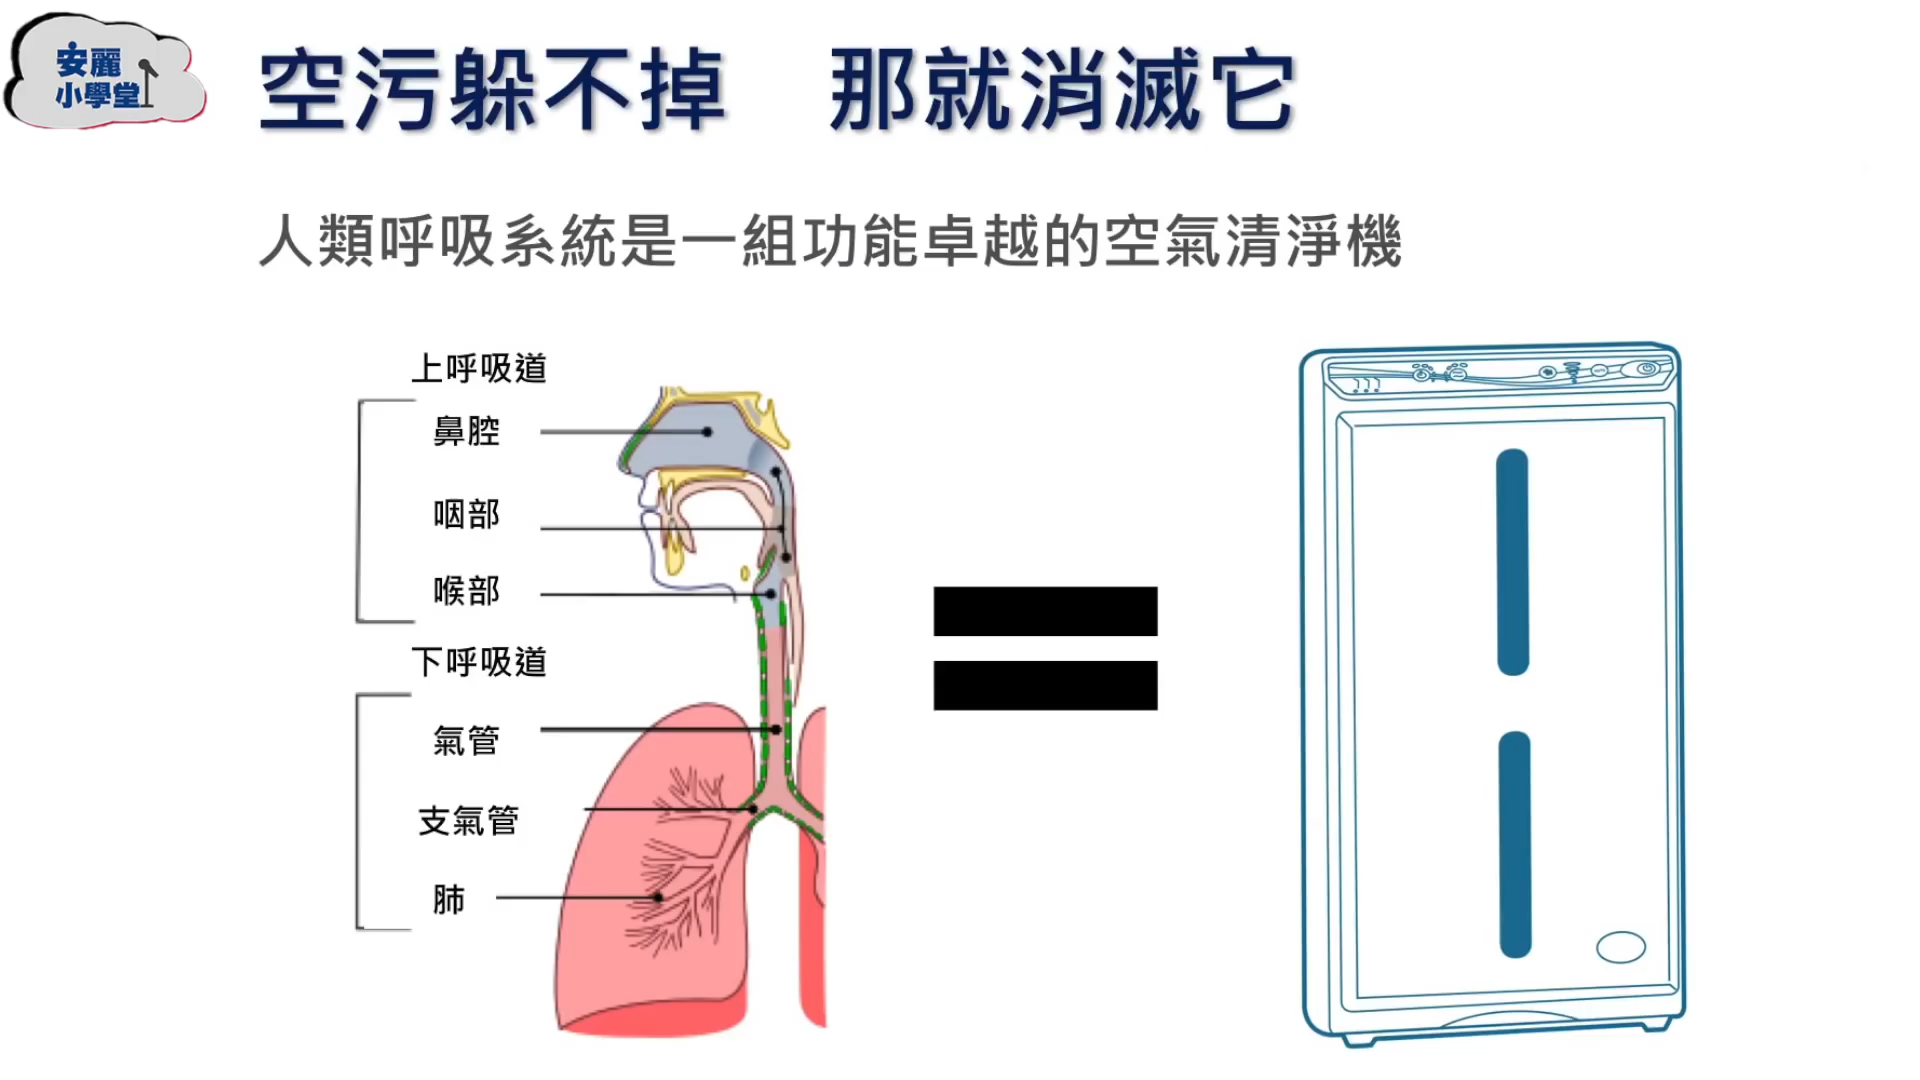 安麗
小學堂
空污躲不掉 那就消滅它
人類呼吸系統是一組功能卓越的空氣清淨機
上呼吸道
鼻腔
咽部
喉部
下呼吸道
氣管
支氣管
肺